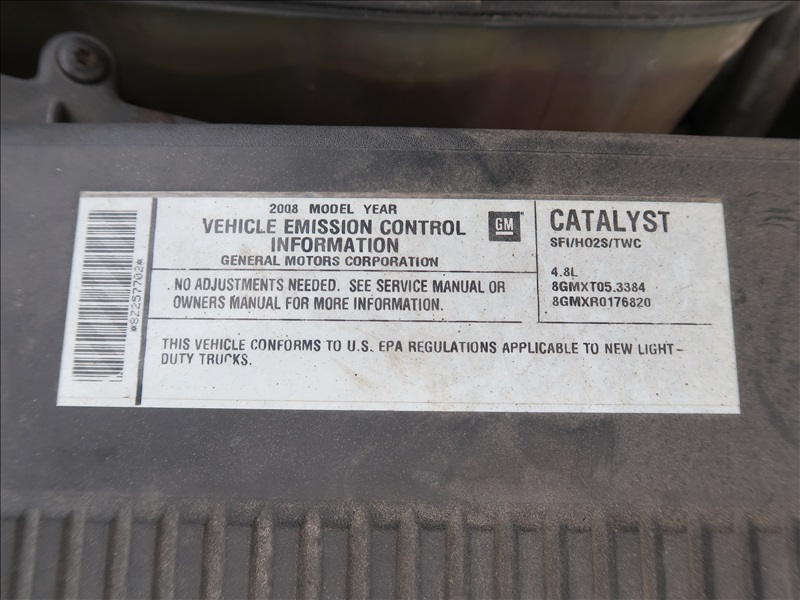 *82257702*
2008 MODEL YEAR
VEHICLE EMISSION CONTROL
INFORMATION
GENERAL MOTORS CORPORATION
GM
NO ADJUSTMENTS NEEDED. SEE SERVICE MANUAL OR
OWNERS MANUAL FOR MORE INFORMATION.
THIS VEHICLE CONFORMS TO U.S. EPA REGULATIONS APPLICABLE TO NEW LIGHT-
DUTY TRUCKS.
CATALYST
SFI/HO2S/TWC
4.8L
8GMXT05.3384
8GMXR0176820